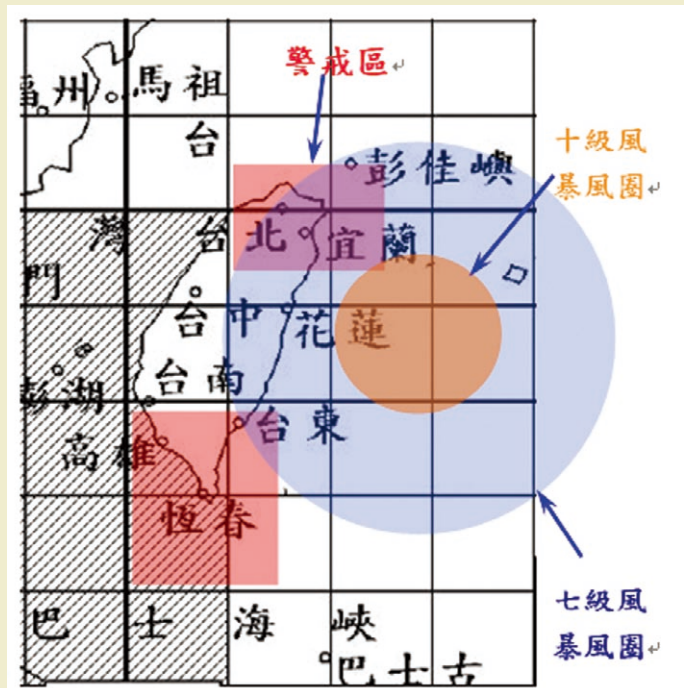 警戒區
福州
馬祖
台
彭佳嶼
十級風
暴風圈
灣
台北
宜蘭
門
台中
花蓮
彭湖
台南
高雄
台東
恆春
七級風
暴風圈
巴士海峽
巴士古